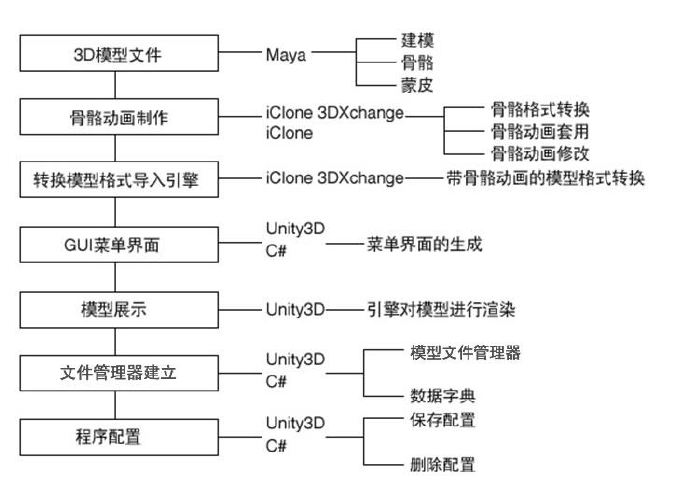 3D模型文件
Maya
建模
骨骼
蒙皮
骨骼动画制作
iClone 3DXchange
iClone
骨骼格式转换
骨骼动画套用
骨骼动画修改
转换模型格式导入引擎
iClone 3DXchange
带骨骼动画的模型格式转换
GUI菜单界面
Unity3D
C#
菜单界面的生成
模型展示
Unity3D
引擎对模型进行渲染
文件管理器建立
Unity3D
C#
模型文件管理器
数据字典
程序配置
Unity3D
C#
保存配置
删除配置